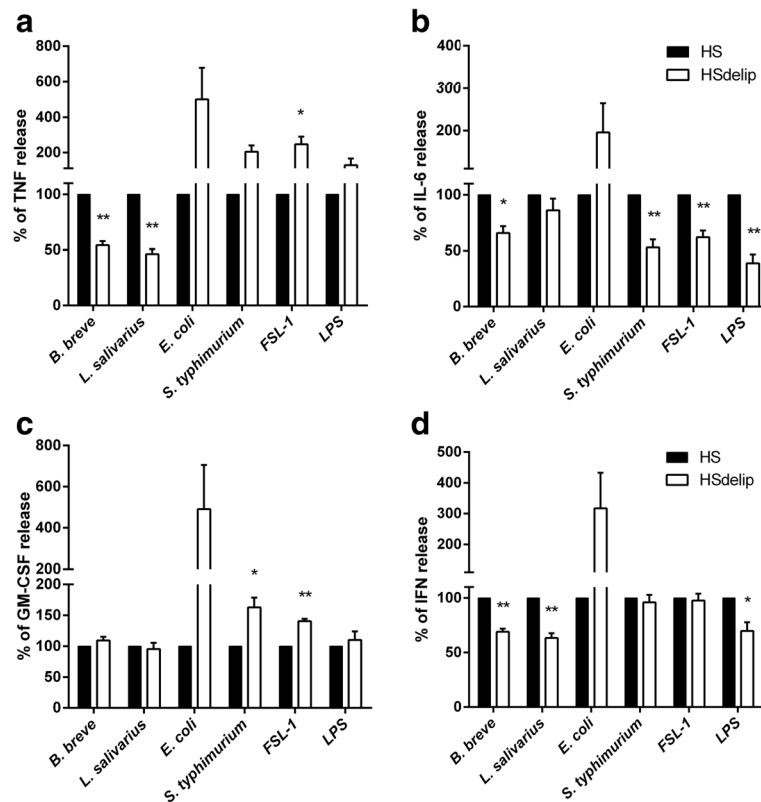 a
% of TNF release
800
600
400
200
100
50
0
**
**
*
B. breve
L. salivarius
E. coli
S. typhimurium
FSL-1
LPS
b
HS
HSdelip
% of IL-6 release
400
300
200
100
50
0
*
**
**
**
B. breve
L. salivarius
E. coli
S. typhimurium
FSL-1
LPS
c
% of GM-CSF release
800
600
400
200
150
100
50
0
*
**
B. breve
L. salivarius
E. coli
S. typhimurium
FSL-1
LPS
d
HS
HSdelip
% of IFN release
500
400
300
200
100
50
0
**
**
*
B. breve
L. salivarius
E. coli
S. typhimurium
FSL-1
LPS